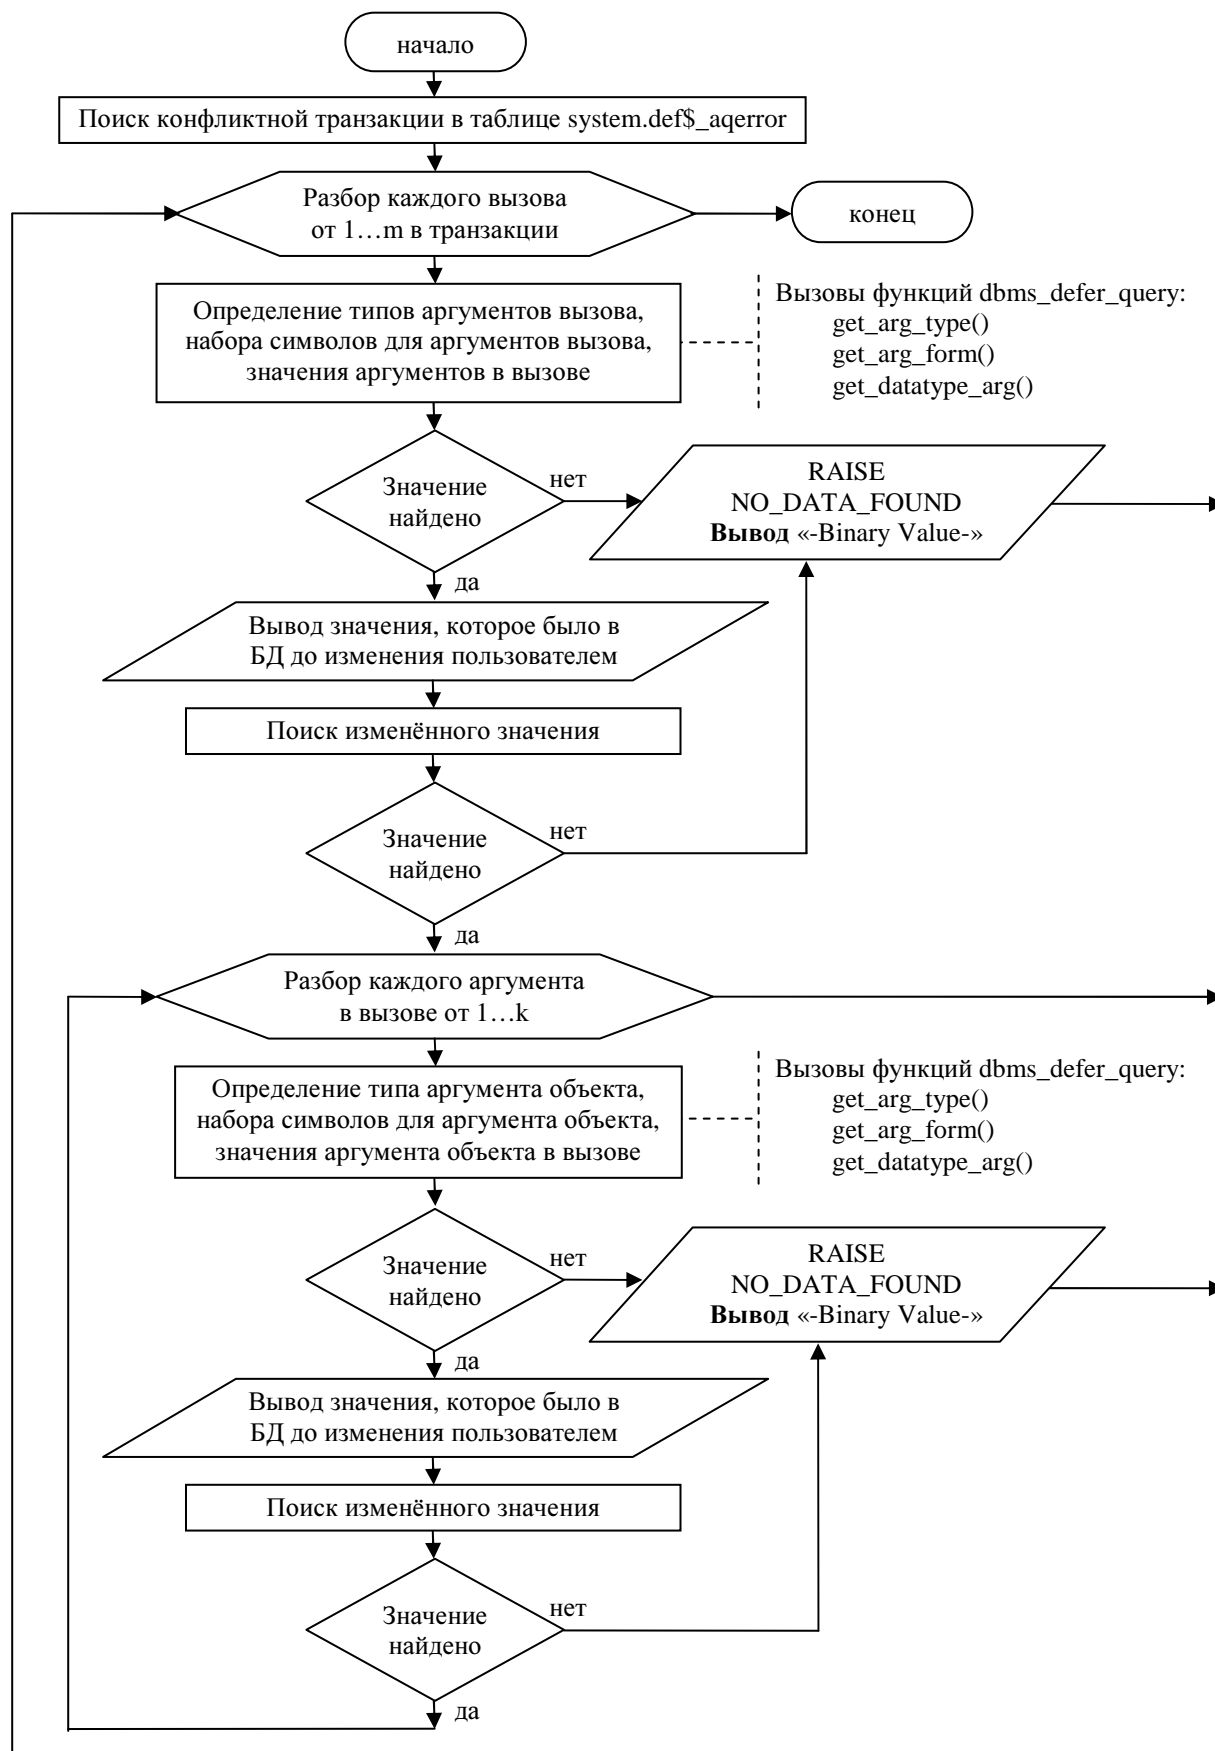 начало
Поиск конфликтной транзакции в таблице system.def$_aqerror
Разбор каждого вызова
от 1…m в транзакции
конец
Определение типов аргументов вызова,
набора символов для аргументов вызова,
значения аргументов в вызове
Вызовы функций dbms_defer_query:
get_arg_type()
get_arg_form()
get_datatype_arg()
Значение
найдено
нет
RAISE
NO_DATA_FOUND
Вывод «-Binary Value-»
да
Вывод значения, которое было в
БД до изменения пользователем
Поиск изменённого значения
Значение
найдено
нет
да
Разбор каждого аргумента
в вызове от 1…k
Определение типа аргумента объекта,
набора символов для аргумента объекта,
значения аргумента объекта в вызове
Вызовы функций dbms_defer_query:
get_arg_type()
get_arg_form()
get_datatype_arg()
Значение
найдено
нет
RAISE
NO_DATA_FOUND
Вывод «-Binary Value-»
да
Вывод значения, которое было в
БД до изменения пользователем
Поиск изменённого значения
Значение
найдено
нет
да